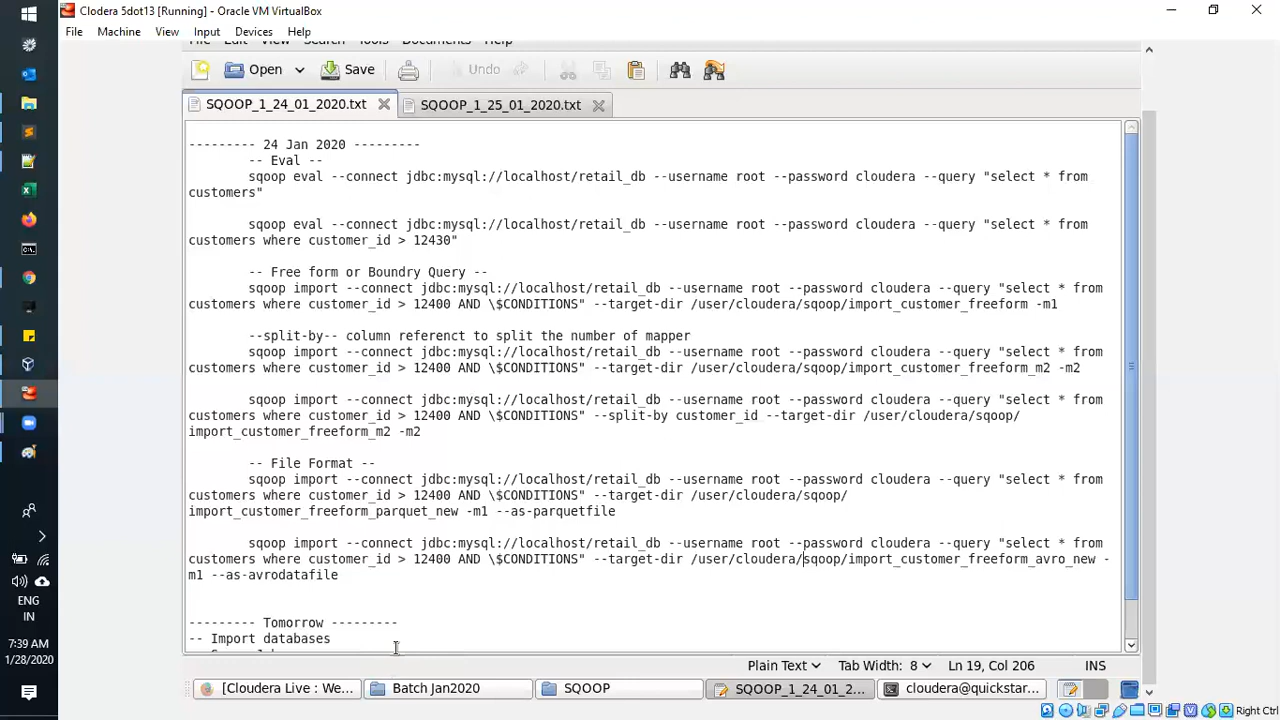 Clodera 5dot13 [Running] - Oracle VM VirtualBox
File Machine View Input Devices Help
File Edit View Search Tools Documents Help
Open Save Undo
SQOOP_1_24_01_2020.txt SQOOP_1_25_01_2020.txt
--------- 24 Jan 2020 ---------
-- Eval --
sqoop eval --connect jdbc:mysql://localhost/retail_db --username root --password cloudera --query "select * from
customers"
sqoop eval --connect jdbc:mysql://localhost/retail_db --username root --password cloudera --query "select * from
customers where customer_id > 12430"
-- Free form or Boundry Query --
sqoop import --connect jdbc:mysql://localhost/retail_db --username root --password cloudera --query "select * from
customers where customer_id > 12400 AND \$CONDITIONS" --target-dir /user/cloudera/sqoop/import_customer_freeform -m1
--split-by-- column referenct to split the number of mapper
sqoop import --connect jdbc:mysql://localhost/retail_db --username root --password cloudera --query "select * from
customers where customer_id > 12400 AND \$CONDITIONS" --target-dir /user/cloudera/sqoop/import_customer_freeform_m2 -m2
sqoop import --connect jdbc:mysql://localhost/retail_db --username root --password cloudera --query "select * from
customers where customer_id > 12400 AND \$CONDITIONS" --split-by customer_id --target-dir /user/cloudera/sqoop/
import_customer_freeform_m2 -m2
-- File Format --
sqoop import --connect jdbc:mysql://localhost/retail_db --username root --password cloudera --query "select * from
customers where customer_id > 12400 AND \$CONDITIONS" --target-dir /user/cloudera/sqoop/
import_customer_freeform_parquet_new -m1 --as-parquetfile
sqoop import --connect jdbc:mysql://localhost/retail_db --username root --password cloudera --query "select * from
customers where customer_id > 12400 AND \$CONDITIONS" --target-dir /user/cloudera/sqoop/import_customer_freeform_avro_new -
m1 --as-avrodatafile
--------- Tomorrow ---------
-- Import databases
Plain Text Tab Width: 8 Ln 19, Col 206 INS
[Cloudera Live : We... Batch Jan2020 SQOOP SQOOP_1_24_01_2... cloudera@quickstar...
Right Ctrl
ENG
IN
7:39 AM
1/28/2020